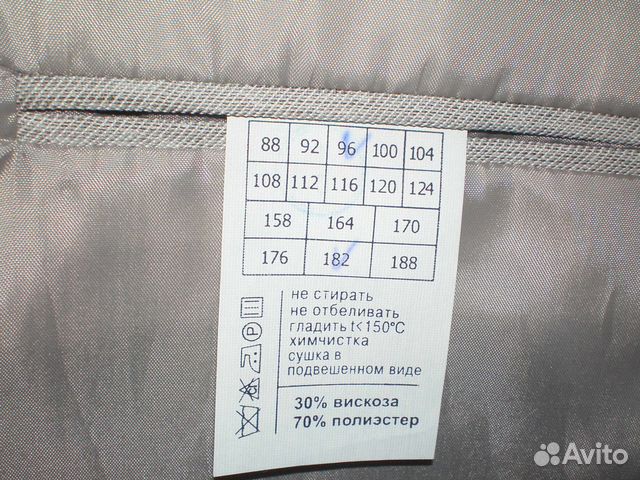 88 92 96 100 104
108 112 116 120 124
158 164 170
176 182 188
не стирать
не отбеливать
гладить t<150°C
химчистка
сушка в
подвешенном виде
P
30% вискоза
70% полиэстер
Avito